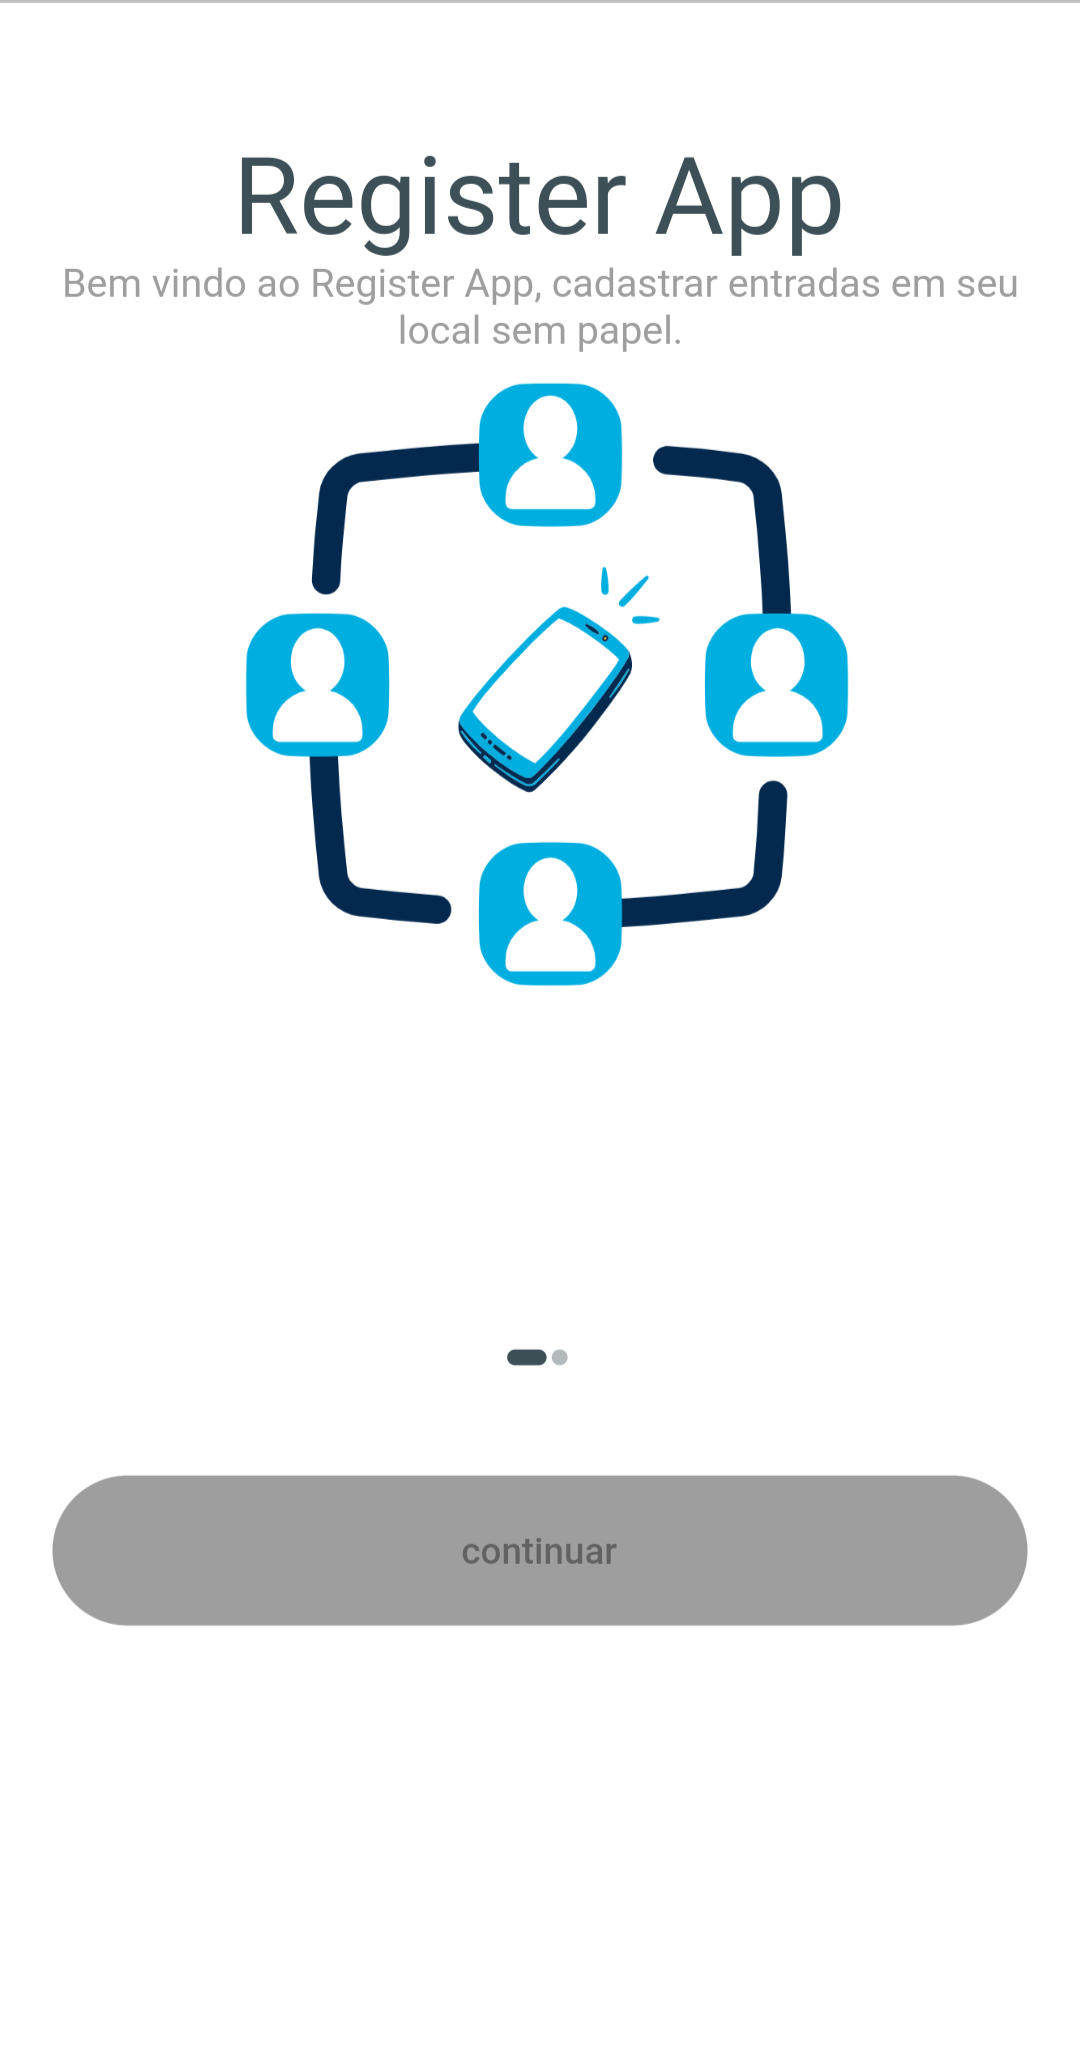 Register App
Bem vindo ao Register App, cadastrar entradas em seu
local sem papel.
continuar